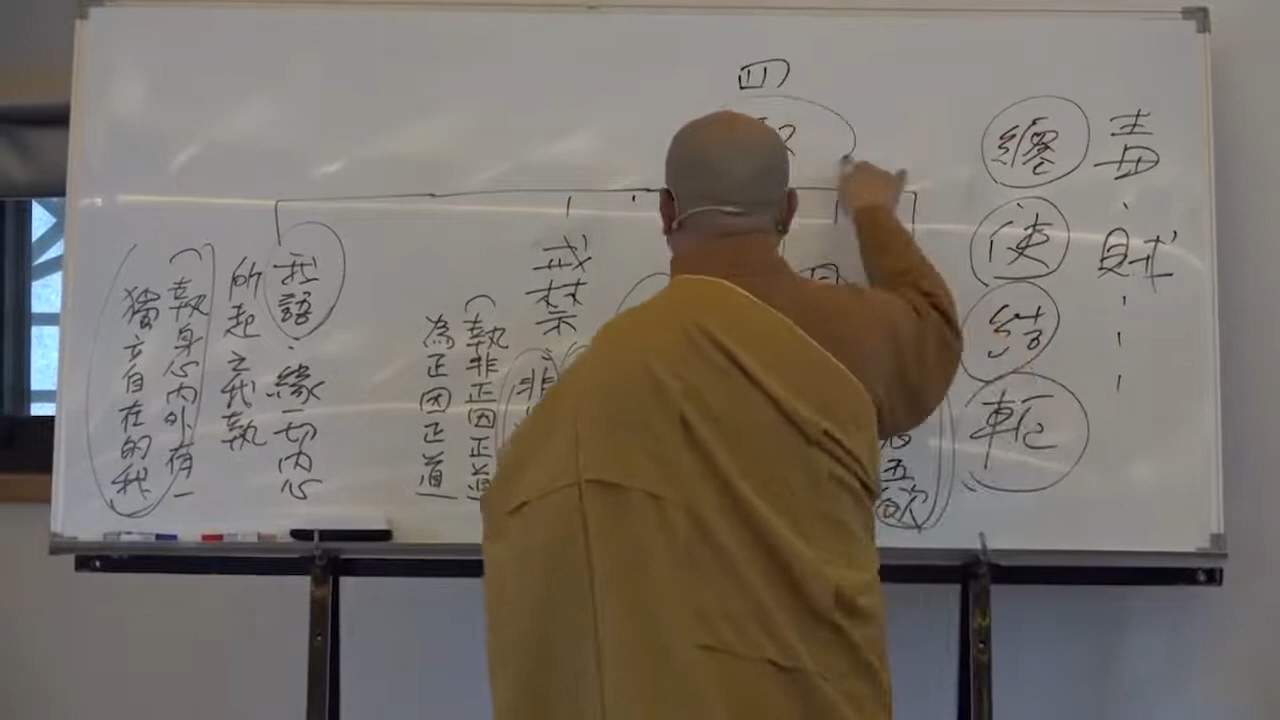 毒、賊、、、
纏
使
結
軛
四
五欲
戒禁
(執非正因正道
為正因正道)
非
我語、緣一切內心
所起之我執
(執身心內外有一
獨立自在的我)